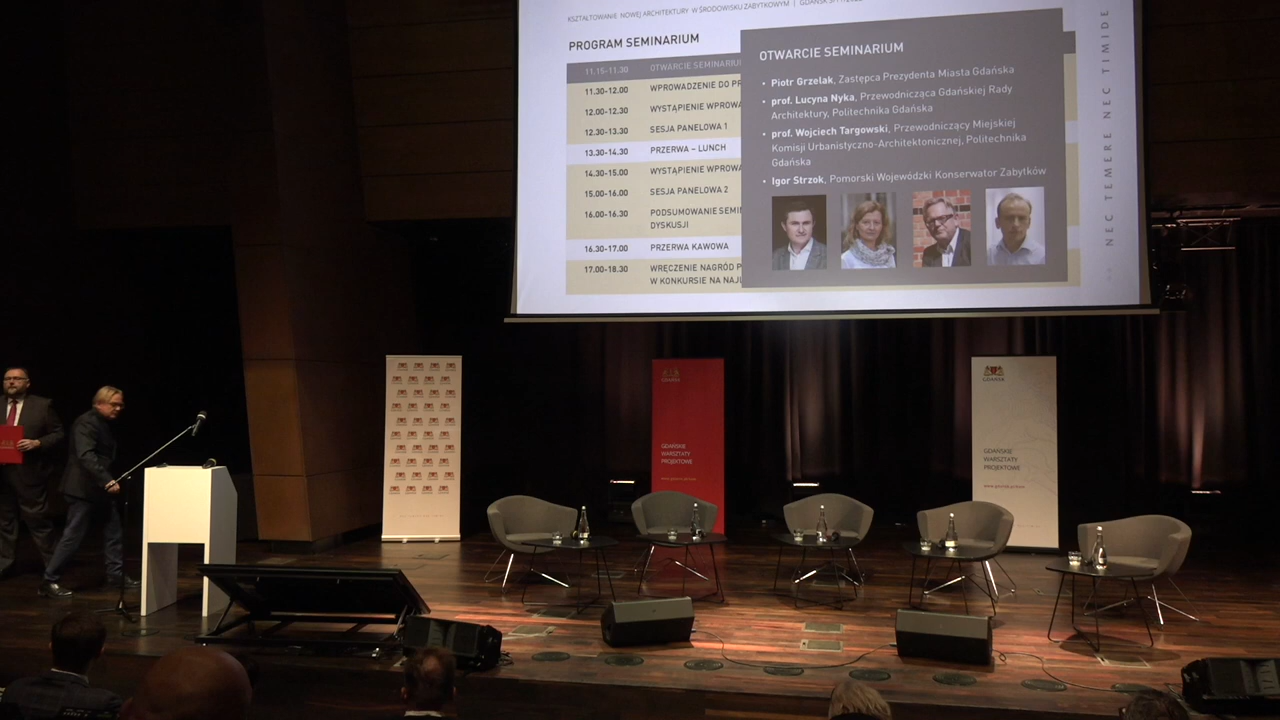 KSZTAŁTOWANIE NOWEJ ARCHITEKTURY W ŚRODOWISKU ZABYTKOWYM | GDAŃSK
PROGRAM SEMINARIUM
11.15-11.30 OTWARCIE SEMINARIUM
11.30-12.00 WPROWADZENIE DO
12.00-12.30 WYSTĄPIENIE
12.30-13.30 SESJA PANELOWA 1
13.30-14.30 PRZERWA – LUNCH
14.30-15.00 WYSTĄPIENIE
15.00-16.00 SESJA PANELOWA 2
16.00-16.30 PODSUMOWANIE
DYSKUSJI
16.30-17.00 PRZERWA KAWOWA
17.00-18.30 WRĘCZENIE NAGRÓD
W KONKURSIE NA
OTWARCIE SEMINARIUM
• Piotr Grzelak, Zastępca Prezydenta Miasta Gdańska
• prof. Lucyna Nyka, Przewodnicząca Gdańskiej Rady
Architektury, Politechnika Gdańska
• prof. Wojciech Targowski, Przewodniczący Miejskiej
Komisji Urbanistyczno-Architektonicznej, Politechnika
Gdańska
• Igor Strzok, Pomorski Wojewódzki Konserwator Zabytków
NEC TEMERE NEC TIMIDE
GDAŃSK
GDAŃSKIE
WARSZTATY
PROJEKTOWE
GDAŃSK
GDAŃSKIE
WARSZTATY
PROJEKTOWE